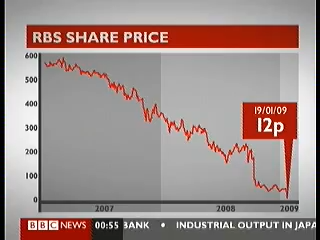 RBS SHARE PRICE
600
500
400
300
200
100
0
19/01/09
12p
2007 2008 2009
BBC NEWS 00:55 BANK • INDUSTRIAL OUTPUT IN JAPA